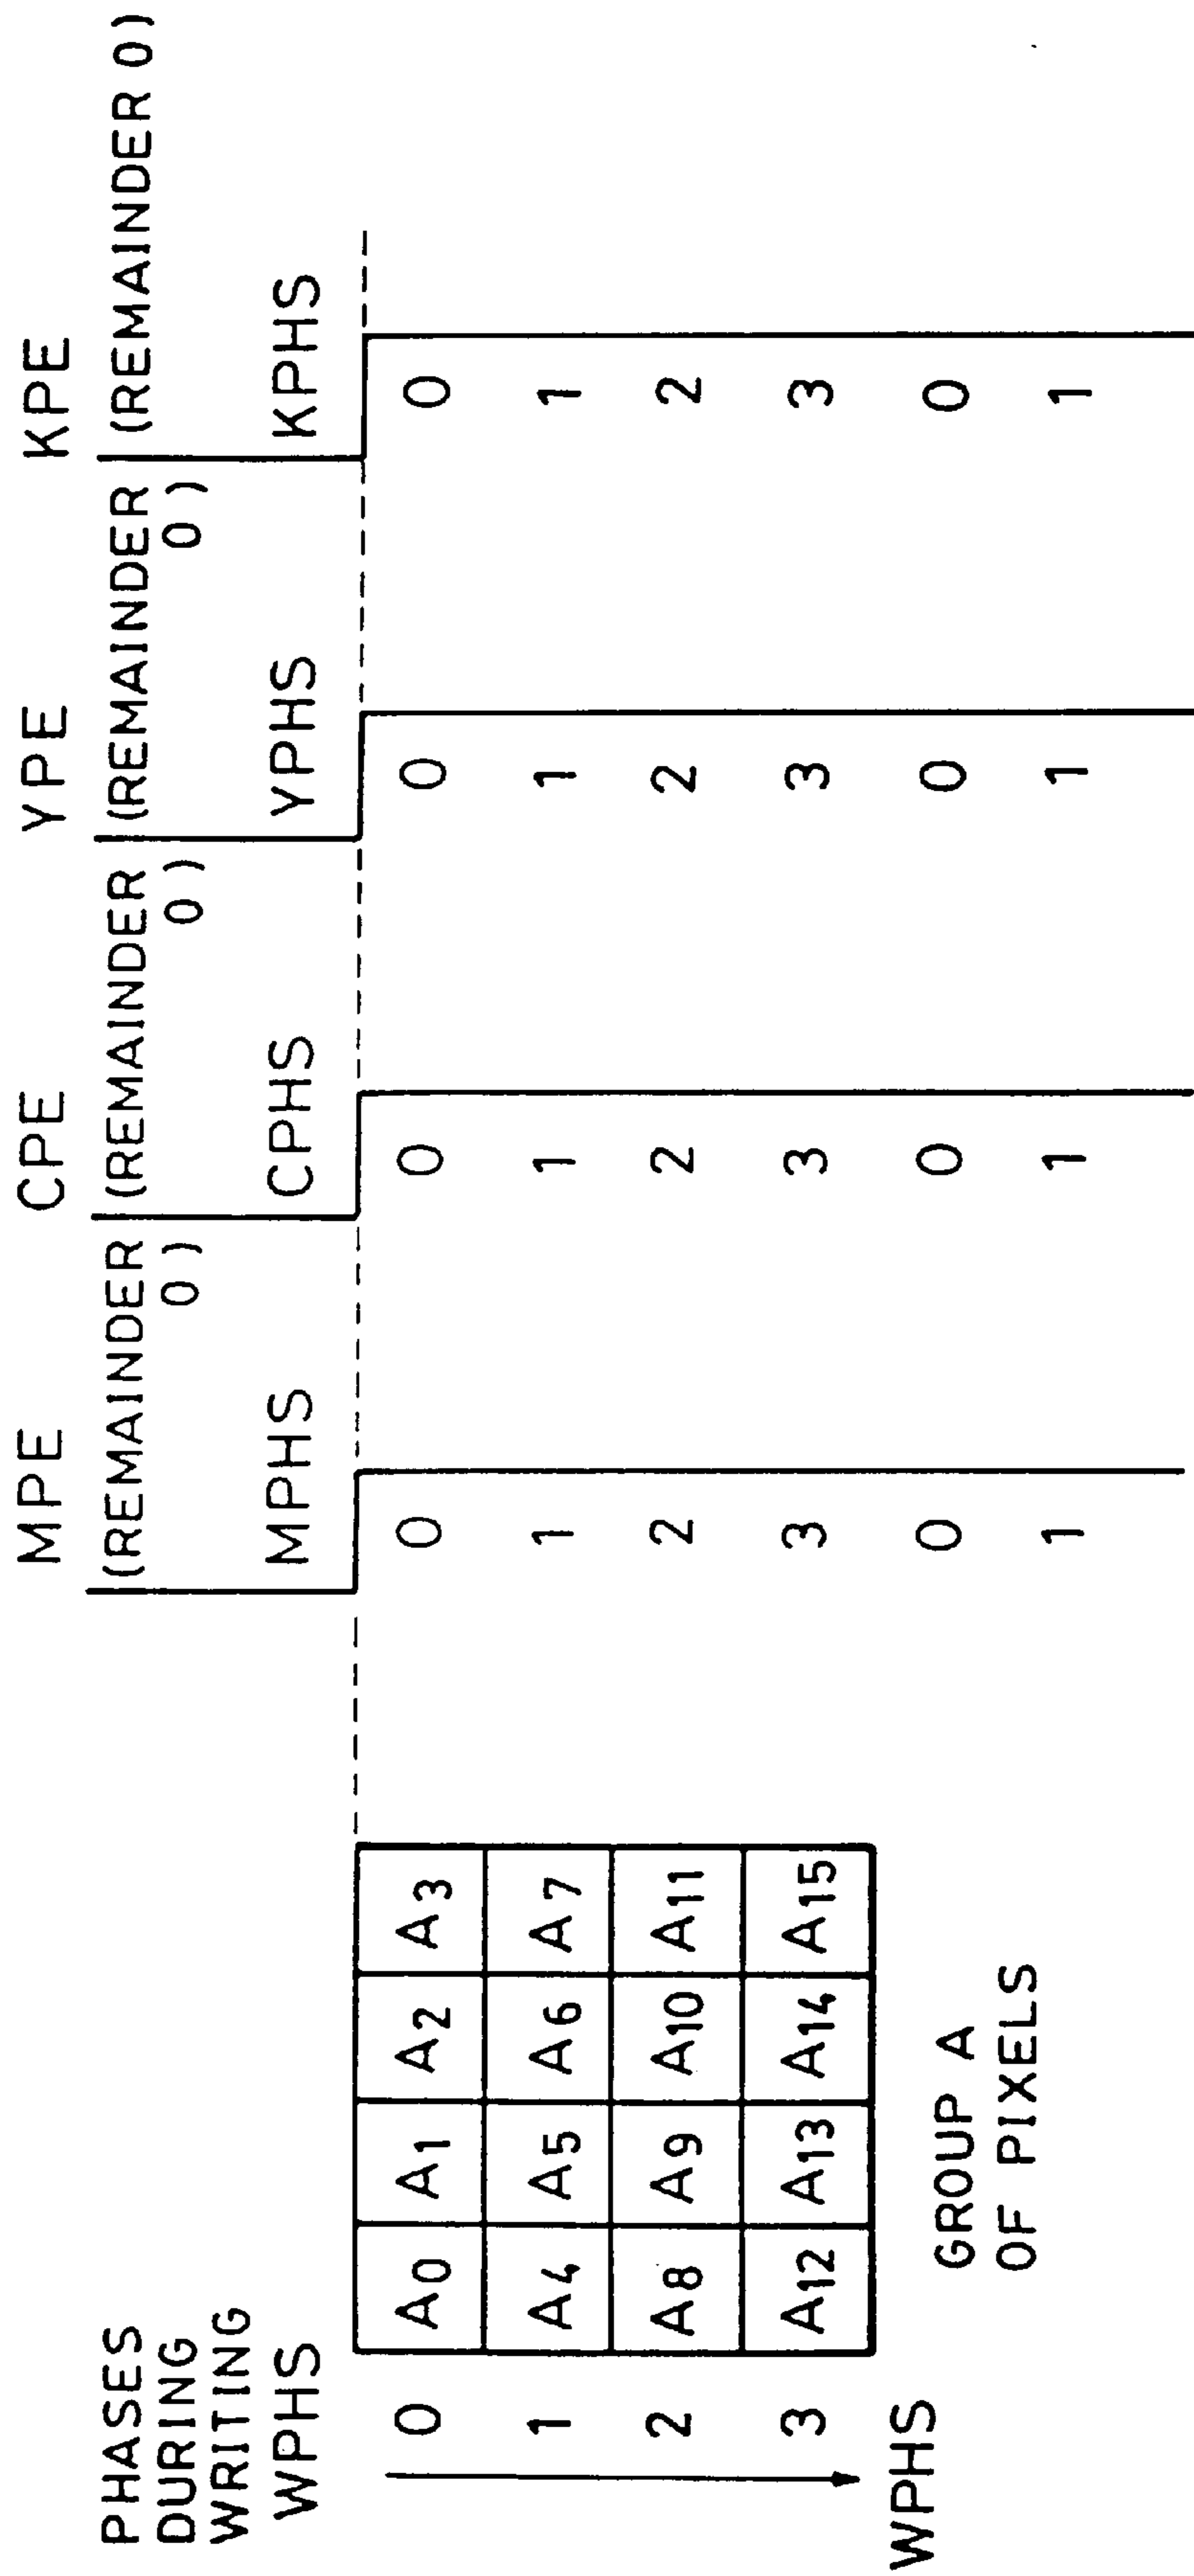 MPE CPE YPE KPE
PHASES (REMAINDER (REMAINDER (REMAINDER (REMAINDER 0)
DURING 0) 0) 0)
WRITING
WPHS MPHS CPHS YPHS KPHS
0 A0 A1 A2 A3 0 0 0 0
1 A4 A5 A6 A7 1 1 1 1
2 A8 A9 A10 A11 2 2 2 2
3 A12 A13 A14 A15 3 3 3 3
WPHS GROUP A 0 0 0 0
OF PIXELS 1 1 1 1